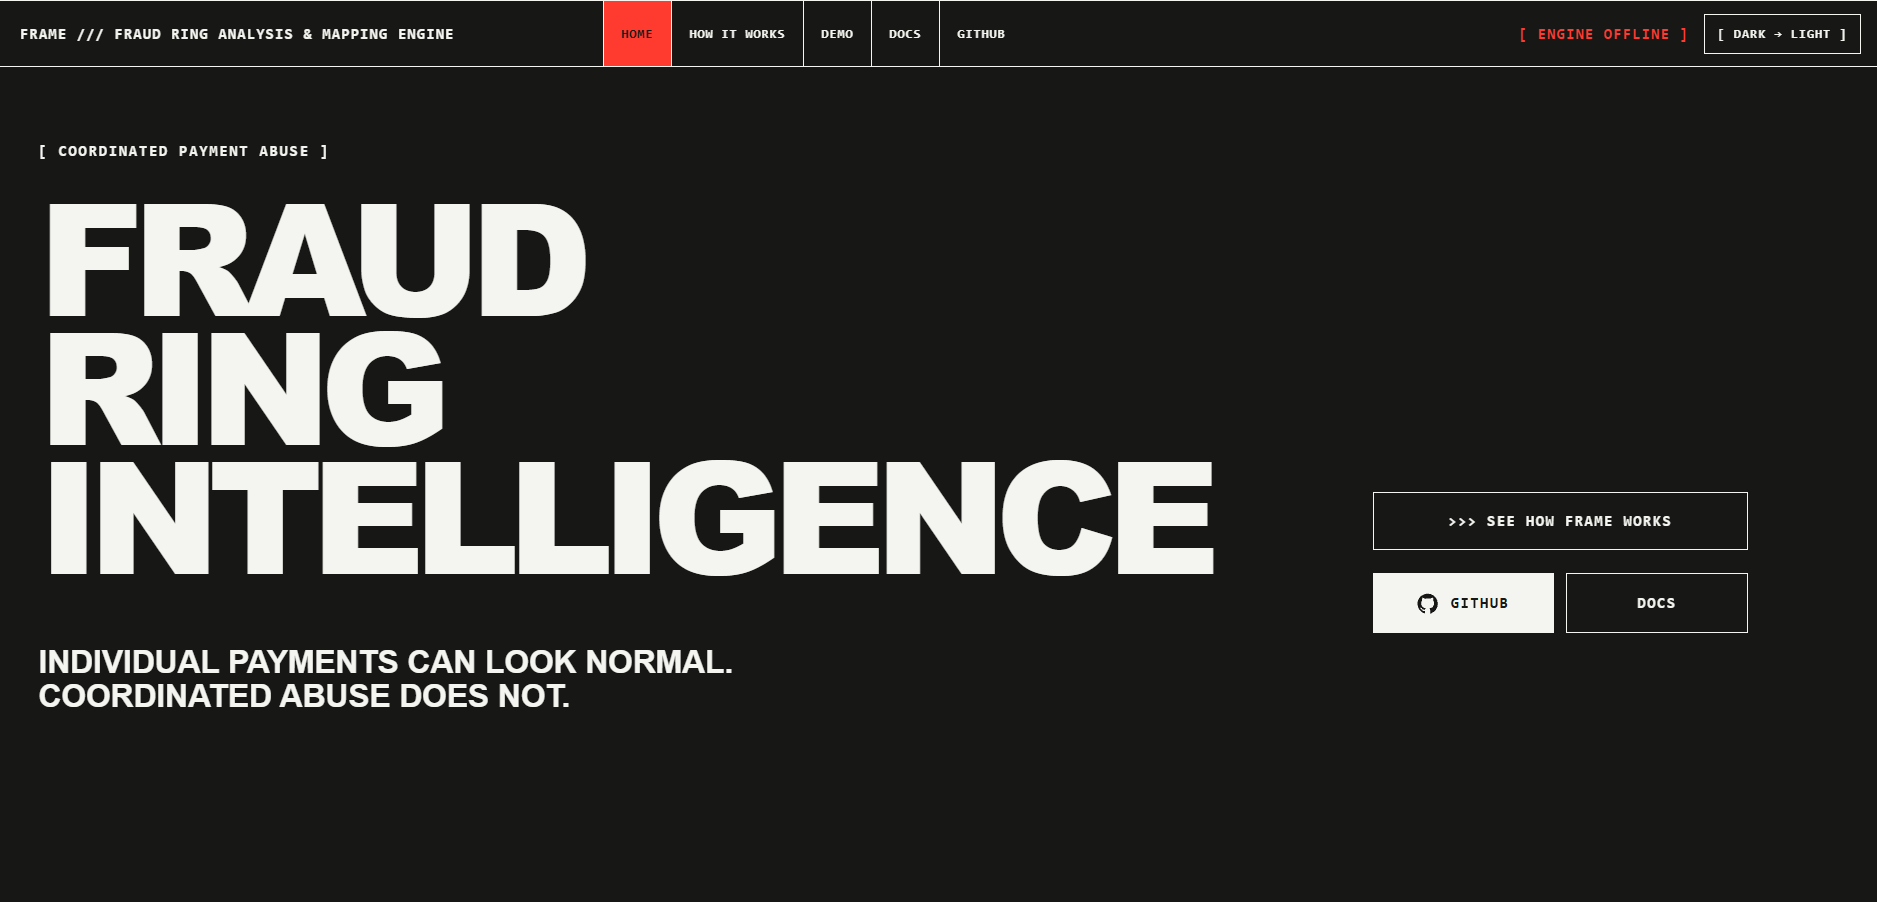 FRAME /// FRAUD RING ANALYSIS & MAPPING ENGINE
HOME
HOW IT WORKS
DEMO
DOCS
GITHUB
[ ENGINE OFFLINE ]
[ DARK → LIGHT ]
[ COORDINATED PAYMENT ABUSE ]
FRAUD
RING
INTELLIGENCE
>>> SEE HOW FRAME WORKS
GITHUB
DOCS
INDIVIDUAL PAYMENTS CAN LOOK NORMAL.
COORDINATED ABUSE DOES NOT.